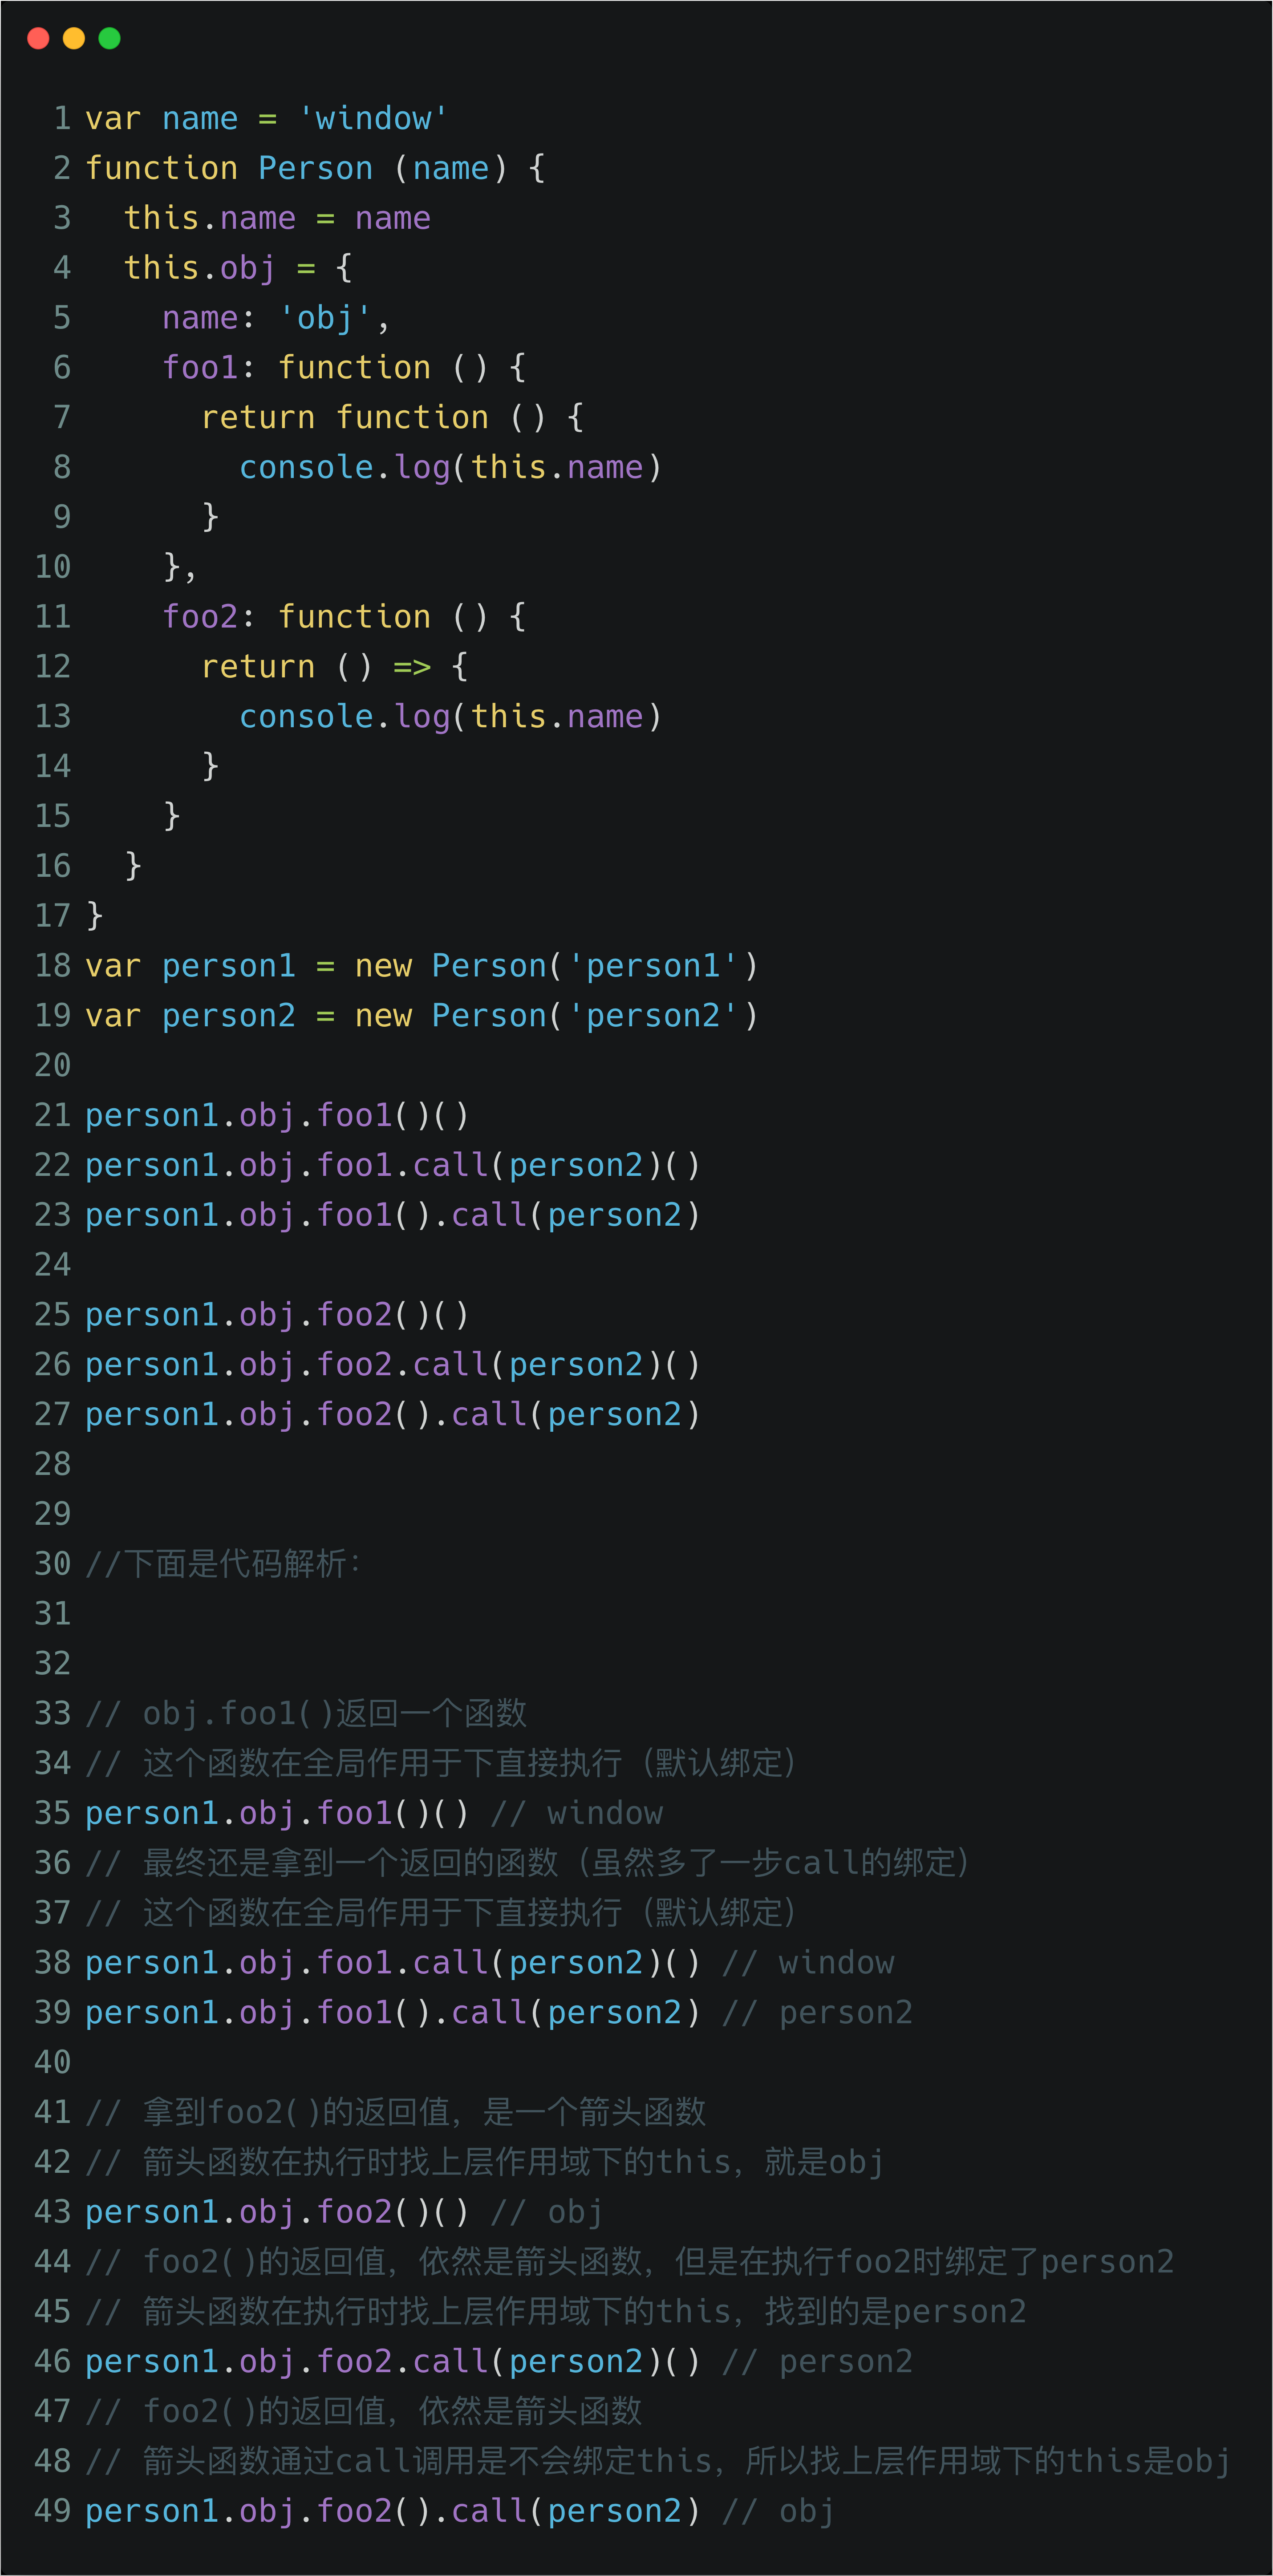 1 var name = 'window'
2 function Person (name) {
3   this.name = name
4   this.obj = {
5     name: 'obj',
6     foo1: function () {
7       return function () {
8         console.log(this.name)
9       }
10     },
11     foo2: function () {
12       return () => {
13         console.log(this.name)
14       }
15     }
16   }
17 }
18 var person1 = new Person('person1')
19 var person2 = new Person('person2')
20
21 person1.obj.foo1()()
22 person1.obj.foo1.call(person2)()
23 person1.obj.foo1().call(person2)
24
25 person1.obj.foo2()()
26 person1.obj.foo2.call(person2)()
27 person1.obj.foo2().call(person2)
28
29
30 //下面是代码解析：
31
32
33 // obj.foo1()返回一个函数
34 // 这个函数在全局作用于下直接执行（默认绑定）
35 person1.obj.foo1()() // window
36 // 最终还是拿到一个返回的函数（虽然多了一步call的绑定）
37 // 这个函数在全局作用于下直接执行（默认绑定）
38 person1.obj.foo1.call(person2)() // window
39 person1.obj.foo1().call(person2) // person2
40
41 // 拿到foo2()的返回值，是一个箭头函数
42 // 箭头函数在执行时找上层作用域下的this，就是obj
43 person1.obj.foo2()() // obj
44 // foo2()的返回值，依然是箭头函数，但是在执行foo2时绑定了person2
45 // 箭头函数在执行时找上层作用域下的this，找到的是person2
46 person1.obj.foo2.call(person2)() // person2
47 // foo2()的返回值，依然是箭头函数
48 // 箭头函数通过call调用是不会绑定this，所以找上层作用域下的this是obj
49 person1.obj.foo2().call(person2) // obj